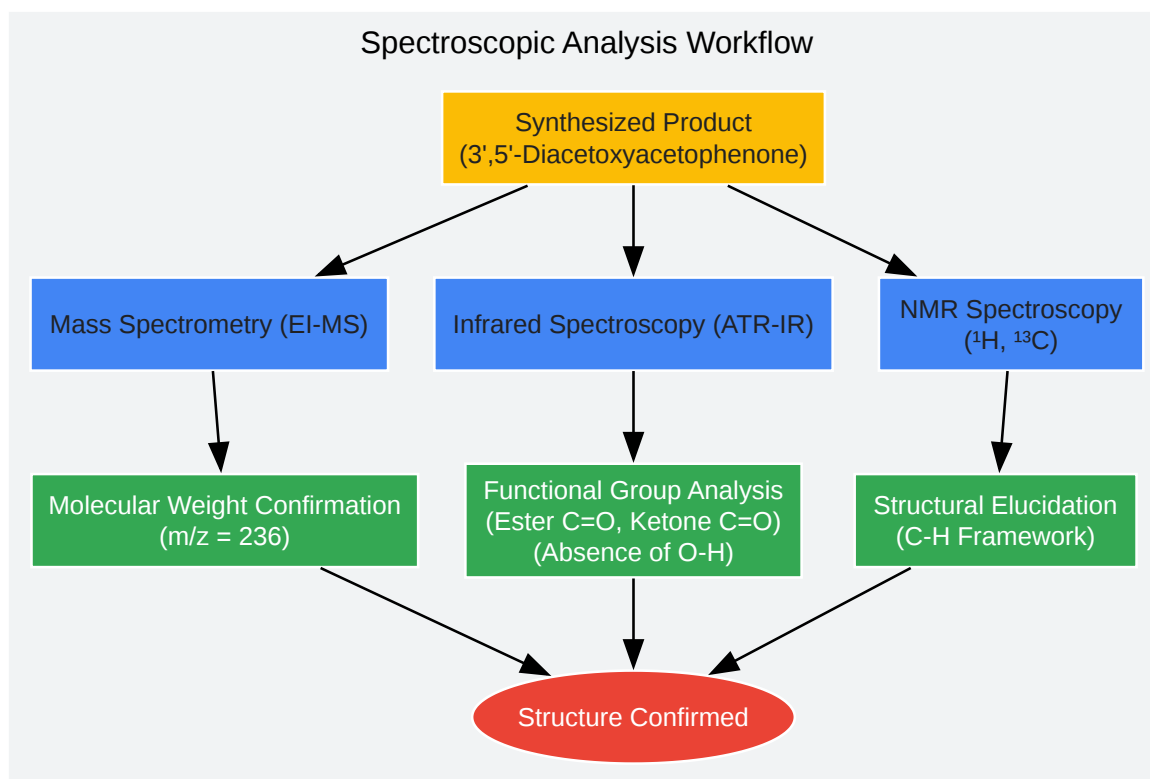 Spectroscopic Analysis Workflow
Synthesized Product
(3',5'-Diacetoxyacetophenone)
Mass Spectrometry (EI-MS)
Infrared Spectroscopy (ATR-IR)
NMR Spectroscopy
(¹H, ¹³C)
Molecular Weight Confirmation
(m/z = 236)
Functional Group Analysis
(Ester C=O, Ketone C=O)
(Absence of O-H)
Structural Elucidation
(C-H Framework)
Structure Confirmed